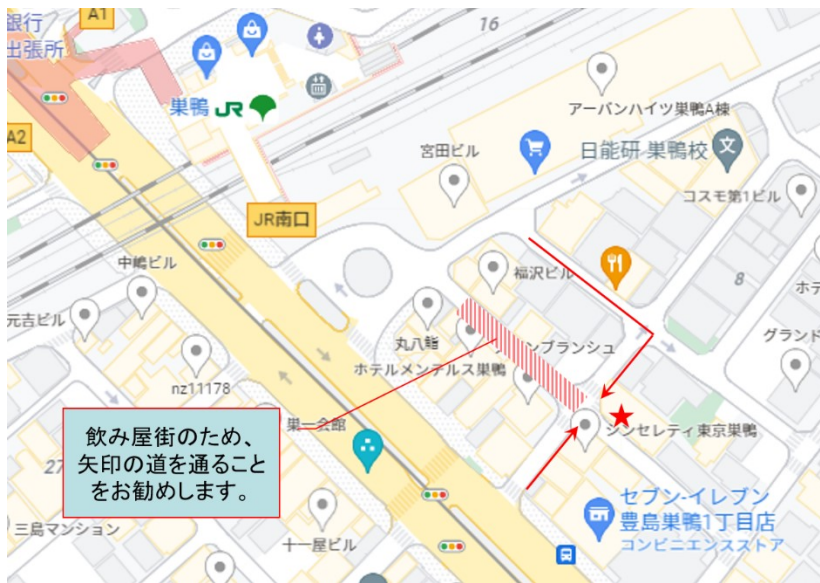 A1
銀行
出張所
16
巣鴨 JR
アーバンハイツ巣鴨A棟
A2
宮田ビル
日能研 巣鴨校
文
コスモ第1ビル
JR南口
中嶋ビル
福沢ビル
8
ホテ
元吉ビル
丸八鮨
ンブランシュ
グランド
ホテルメンテルス巣鴨
nz11178
巣一会館
シンセレティ東京巣鴨
飲み屋街のため、
矢印の道を通ること
をお勧めします。
27
セブン-イレブン
豊島巣鴨1丁目店
コンビニエンスストア
三島マンション
十一屋ビル